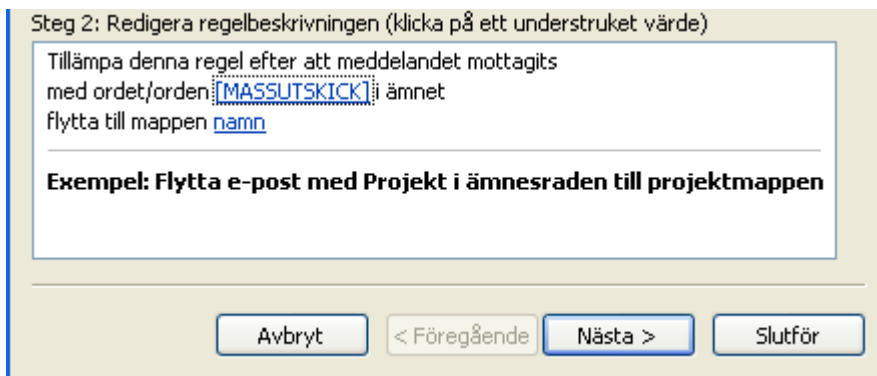 Steg 2: Redigera regelbeskrivningen (klicka på ett understruket värde)
Tillämpa denna regel efter att meddelandet mottagits
med ordet/orden [MASSUTSKICK] i ämnet
flytta till mappen namn
Exempel: Flytta e-post med Projekt i ämnesraden till projektmappen
Avbryt < Föregående Nästa > Slutför